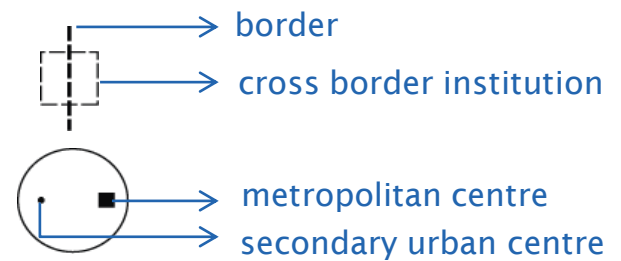 border
cross border institution
metropolitan centre
secondary urban centre